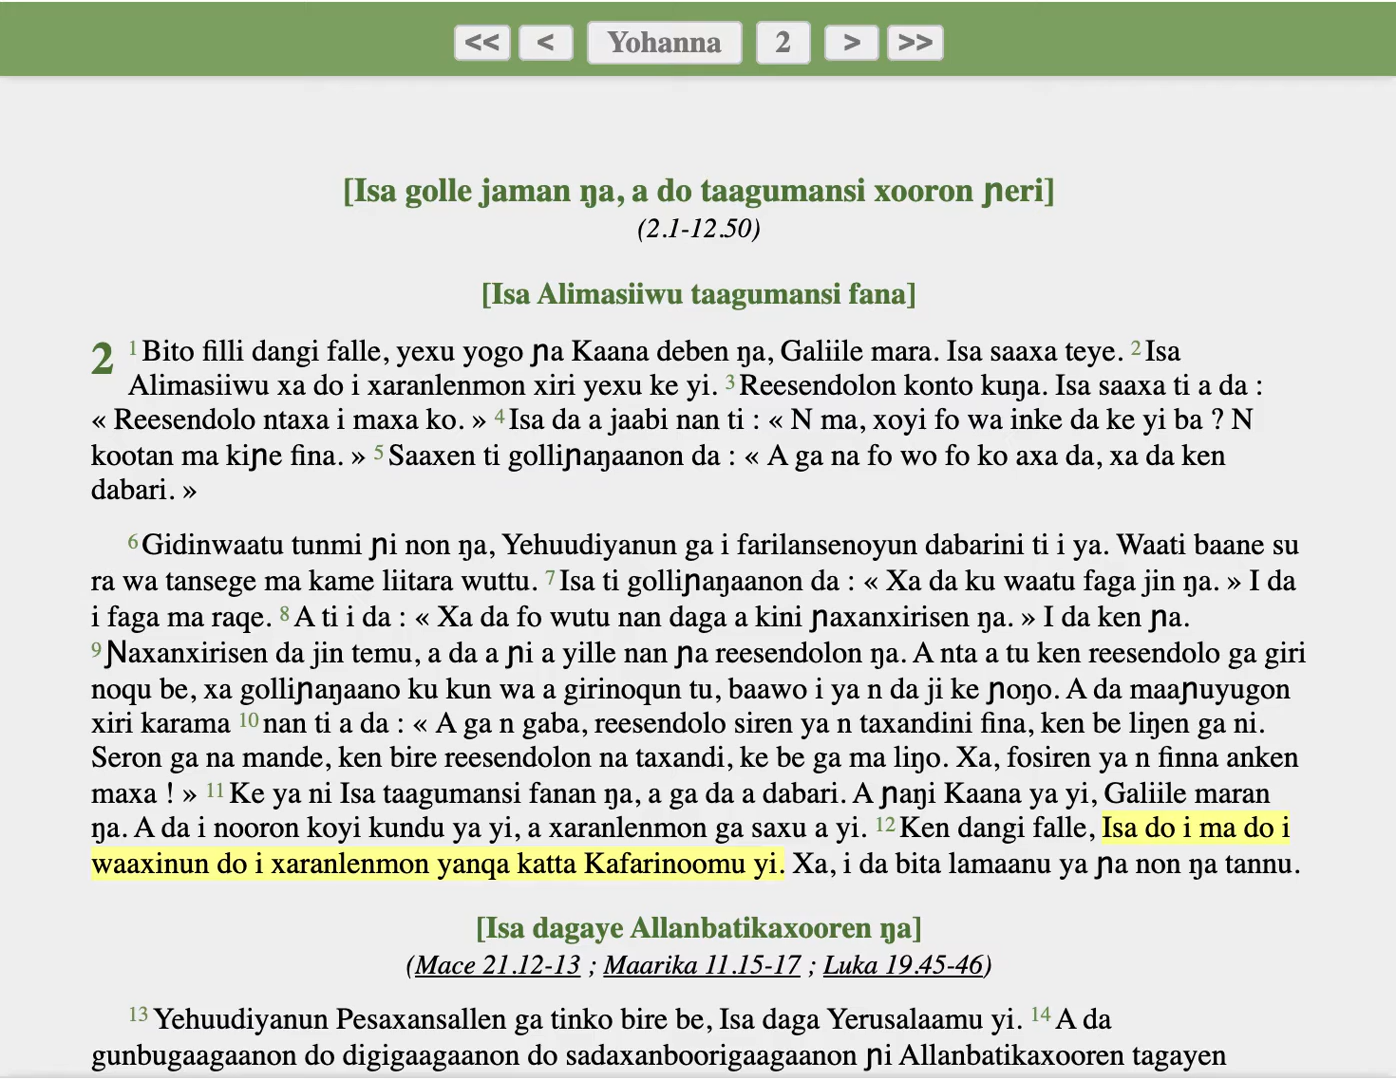 << < Yohanna 2 > >>
[Isa golle jaman ŋa, a do taagumansi xooron ɲeri]
(2.1-12.50)
[Isa Alimasiiwu taagumansi fana]
2 1 Bito filli dangi falle, yexu yogo ɲa Kaana deben ŋa, Galiile mara. Isa saaxa teye. 2 Isa
Alimasiiwu xa do i xaranlenmon xiri yexu ke yi. 3 Reesendolon konto kuŋa. Isa saaxa ti a da :
« Reesendolo ntaxa i maxa ko. » 4 Isa da a jaabi nan ti : « N ma, xoyi fo wa inke da ke yi ba ? N
kootan ma kiɲe fina. » 5 Saaxen ti golliɲaŋaanon da : « A ga na fo wo fo ko axa da, xa da ken
dabari. »
6 Gidinwaatu tunmi ɲi non ŋa, Yehuudiyanun ga i farilansenoyun dabarini ti i ya. Waati baane su
ra wa tansege ma kame liitara wuttu. 7 Isa ti golliɲaŋaanon da : « Xa da ku waatu faga jin ŋa. » I da
i faga ma raqe. 8 A ti i da : « Xa da fo wutu nan daga a kini ɲaxanxirisen ŋa. » I da ken ɲa.
9 Ɲaxanxirisen da jin temu, a da a ɲi a yille nan ɲa reesendolon ŋa. A nta a tu ken reesendolo ga giri
noqu be, xa golliɲaŋaano ku kun wa a girinoqun tu, baawo i ya n da ji ke ɲoŋo. A da maaɲuyugon
xiri karama 10 nan ti a da : « A ga n gaba, reesendolo siren ya n taxandini fina, ken be liŋen ga ni.
Seron ga na mande, ken bire reesendolon na taxandi, ke be ga ma liŋo. Xa, fosiren ya n finna anken
maxa ! » 11 Ke ya ni Isa taagumansi fanan ŋa, a ga da a dabari. A ɲaŋi Kaana ya yi, Galiile maran
ŋa. A da i nooron koyi kundu ya yi, a xaranlenmon ga saxu a yi. 12 Ken dangi falle, Isa do i ma do i
waaxinun do i xaranlenmon yanqa katta Kafarinoomu yi. Xa, i da bita lamaanu ya ɲa non ŋa tannu.
[Isa dagaye Allanbatikaxooren ŋa]
(Mace 21.12-13 ; Maarika 11.15-17 ; Luka 19.45-46)
13 Yehuudiyanun Pesaxansallen ga tinko bire be, Isa daga Yerusalaamu yi. 14 A da
gunbugaagaanon do digigaagaanon do sadaxanboorigaagaanon ɲi Allanbatikaxooren tagayen